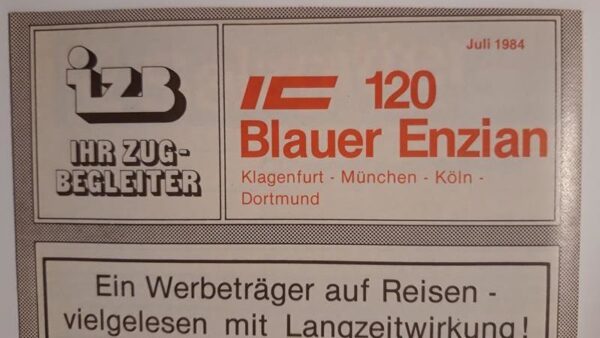 Juli 1984
izB
IHR ZUG-
BEGLEITER
IC 120
Blauer Enzian
Klagenfurt - München - Köln -
Dortmund
Ein Werbeträger auf Reisen -
vielgelesen mit Langzeitwirkung!